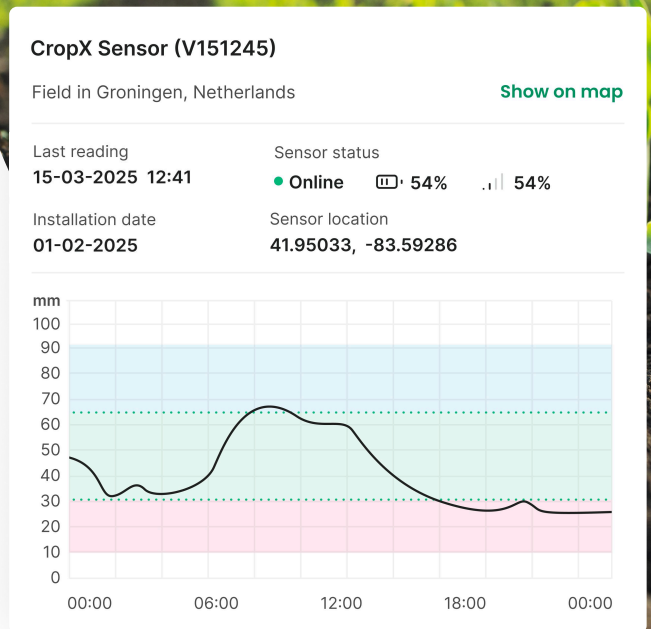 CropX Sensor (V151245)
Field in Groningen, Netherlands
Show on map
Last reading
15-03-2025 12:41
Sensor status
Online
54%
54%
Installation date
01-02-2025
Sensor location
41.95033, -83.59286
mm
100
90
80
70
60
50
40
30
20
10
0
00:00 06:00 12:00 18:00 00:00